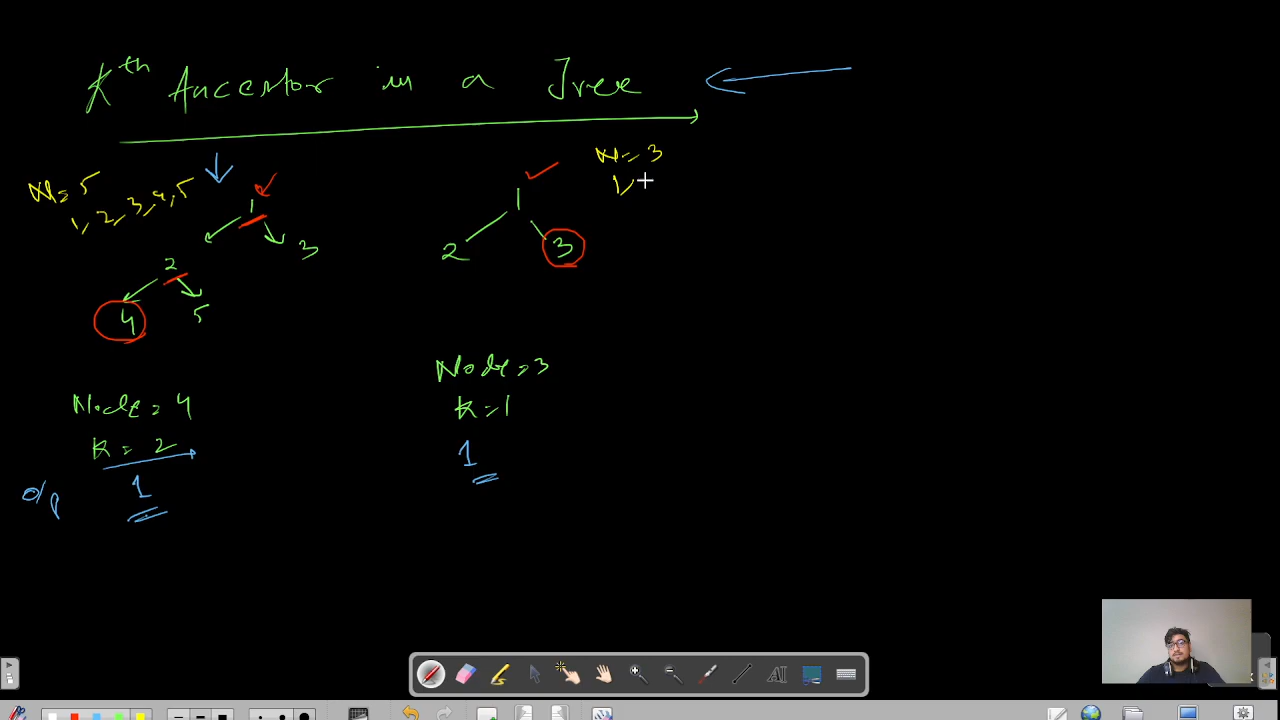 Kth Ancestor in a Tree
N = 5
1, 2, 3, 4, 5
1
2 3
4 5
Node = 4
K = 2
o/p 1
N = 3
1,
1
2 3
Node = 3
K = 1
1